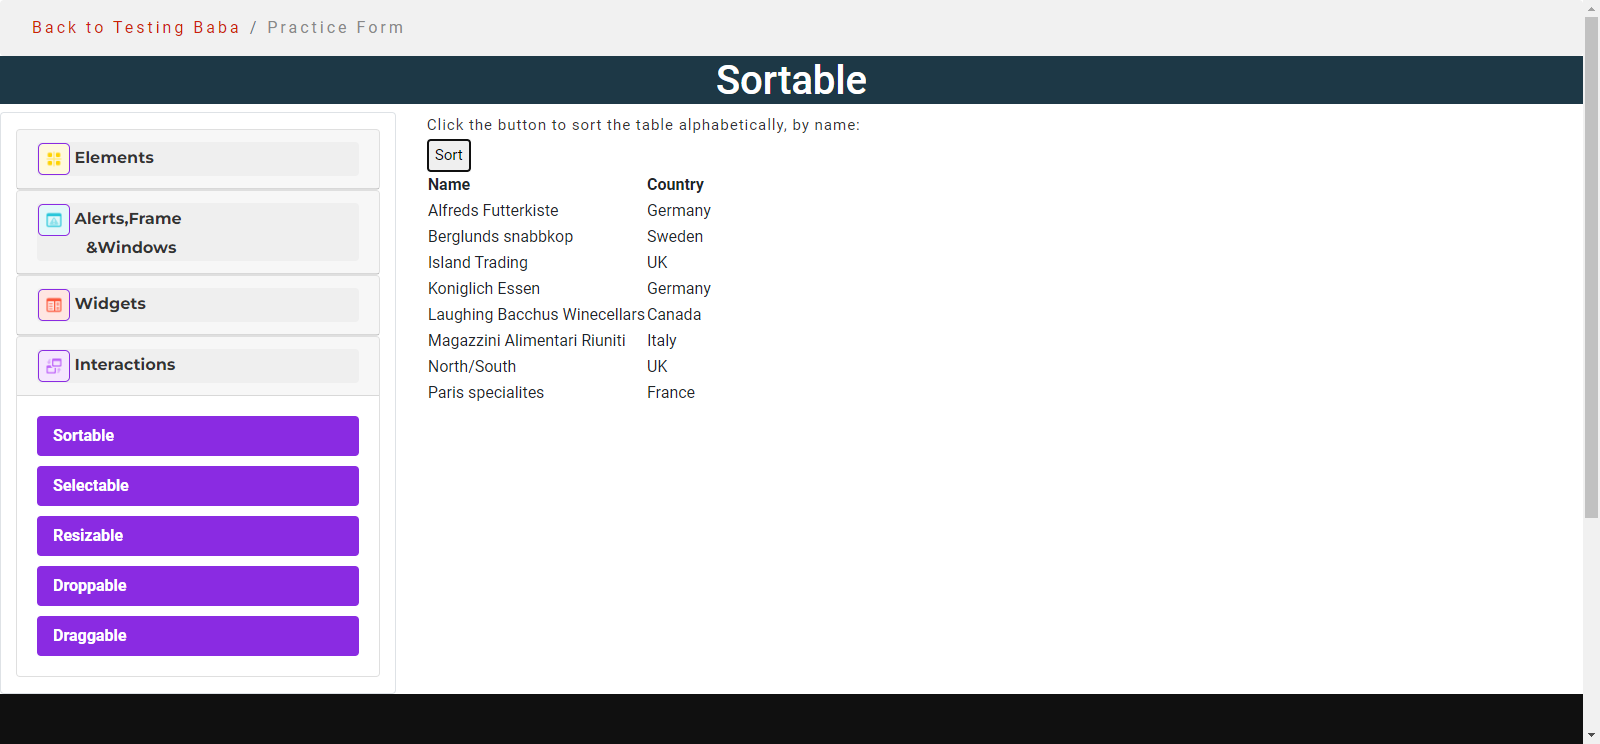 Back to Testing Baba / Practice Form
Sortable
Elements
Alerts,Frame
&Windows
Widgets
Interactions
Sortable
Selectable
Resizable
Droppable
Draggable
Click the button to sort the table alphabetically, by name:
Sort
Name Country
Alfreds Futterkiste Germany
Berglunds snabbkop Sweden
Island Trading UK
Koniglich Essen Germany
Laughing Bacchus Winecellars Canada
Magazzini Alimentari Riuniti Italy
North/South UK
Paris specialites France